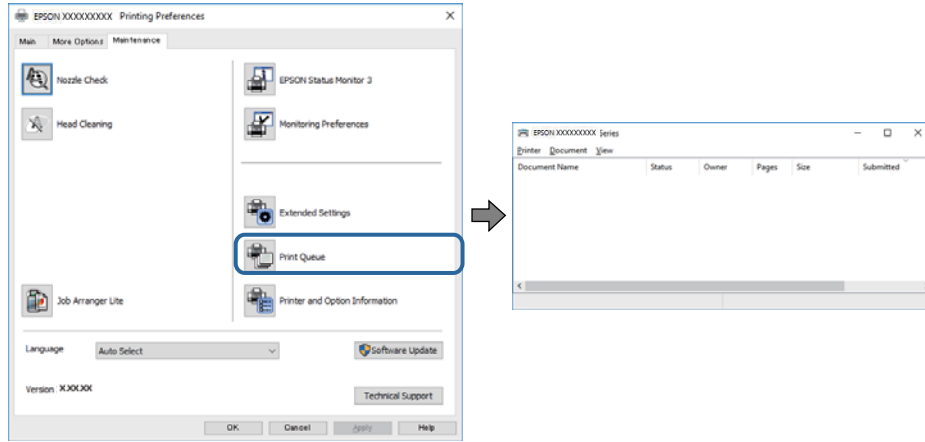 EPSON XXXXXXXXX Printing Preferences
Main More Options Maintenance
Nozzle Check
EPSON Status Monitor 3
Head Cleaning
Monitoring Preferences
Extended Settings
Print Queue
Job Arranger Lite
Printer and Option Information
Language Auto Select
Software Update
Version X.XX.XX
Technical Support
OK Cancel Apply Help
EPSON XXXXXXXXX Series
Printer Document View
Document Name Status Owner Pages Size Submitted